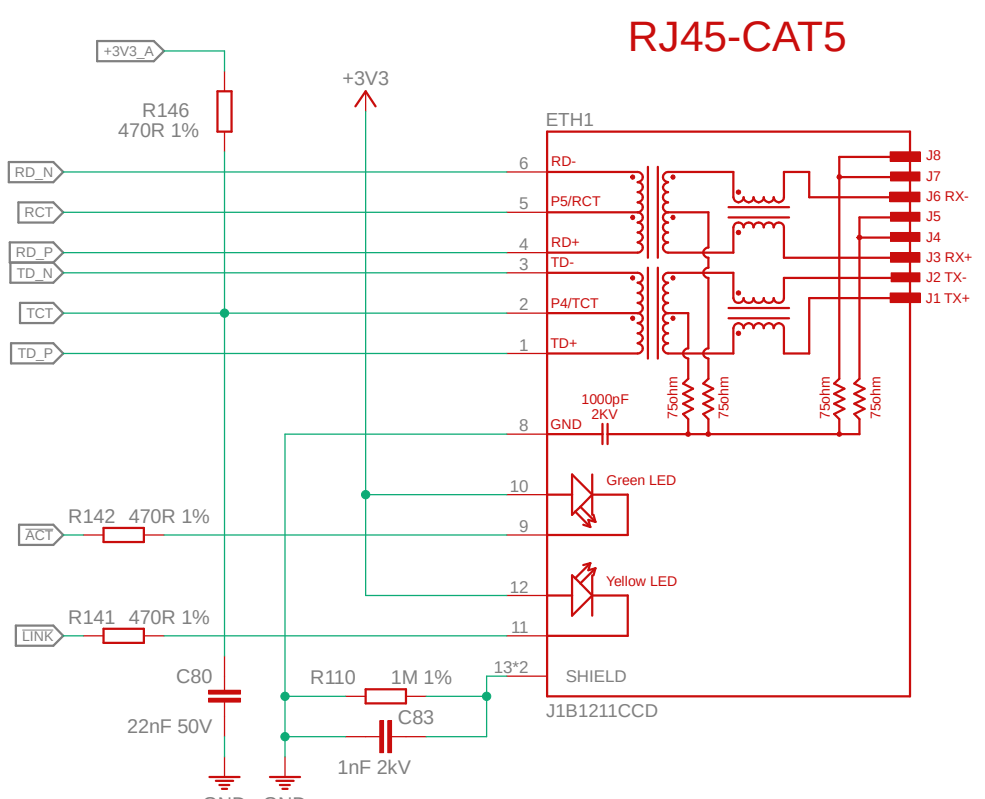 RJ45-CAT5
+3V3_A
+3V3
R146
470R 1%
ETH1
RD_N
6
RD-
J8
J7
RCT
5
P5/RCT
J6 RX-
J5
RD_P
4
RD+
J4
TD_N
3
TD-
J3 RX+
J2 TX-
TCT
2
P4/TCT
J1 TX+
TD_P
1
TD+
75ohm
75ohm
75ohm
75ohm
1000pF
2KV
8
GND
10
Green LED
R142 470R 1%
ACT
9
12
Yellow LED
R141 470R 1%
LINK
11
13*2
SHIELD
C80
R110 1M 1%
22nF 50V
C83
J1B1211CCD
1nF 2kV
GND GND